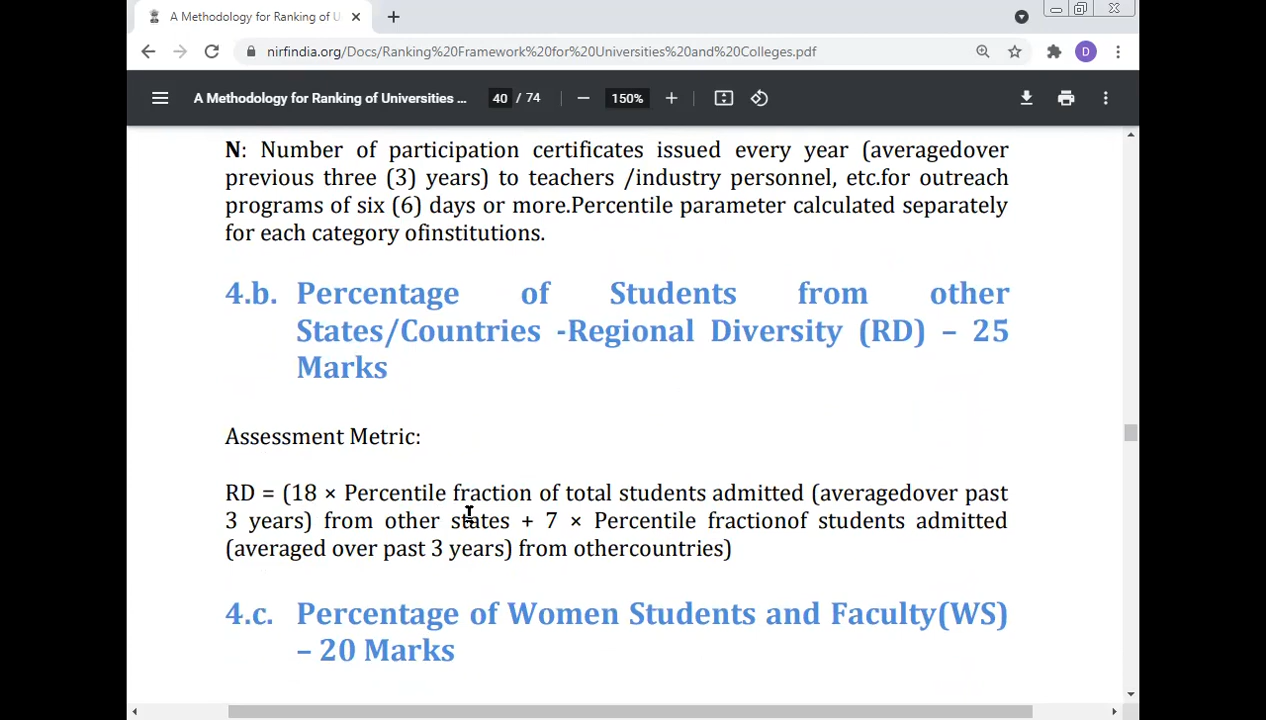 A Methodology for Ranking of U
nirfindia.org/Docs/Ranking%20Framework%20for%20Universities%20and%20Colleges.pdf
D
A Methodology for Ranking of Universities ...
40 / 74
150%
N: Number of participation certificates issued every year (averagedover
previous three (3) years) to teachers /industry personnel, etc.for outreach
programs of six (6) days or more.Percentile parameter calculated separately
for each category ofinstitutions.
4.b. Percentage of Students from other
States/Countries -Regional Diversity (RD) – 25
Marks
Assessment Metric:
RD = (18 × Percentile fraction of total students admitted (averagedover past
3 years) from other states + 7 × Percentile fractionof students admitted
(averaged over past 3 years) from othercountries)
4.c. Percentage of Women Students and Faculty(WS)
– 20 Marks